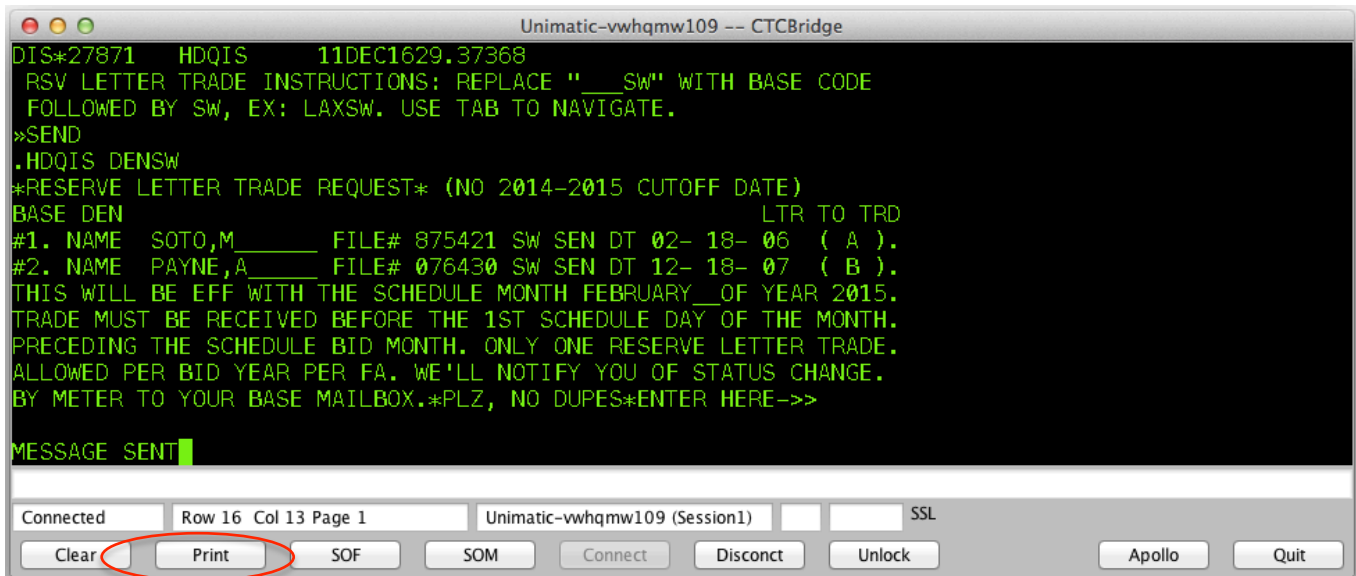 Unimatic-vwhqmw109 -- CTCBridge
DIS*27871   HDQIS      11DEC1629.37368
 RSV LETTER TRADE INSTRUCTIONS: REPLACE "___SW" WITH BASE CODE
 FOLLOWED BY SW, EX: LAXSW. USE TAB TO NAVIGATE.
»SEND
.HDQIS DENSW
*RESERVE LETTER TRADE REQUEST* (NO 2014-2015 CUTOFF DATE)
BASE DEN                                               LTR TO TRD
#1. NAME  SOTO,M______ FILE# 875421 SW SEN DT 02- 18- 06  ( A ).
#2. NAME  PAYNE,A_____ FILE# 076430 SW SEN DT 12- 18- 07  ( B ).
THIS WILL BE EFF WITH THE SCHEDULE MONTH FEBRUARY__OF YEAR 2015.
TRADE MUST BE RECEIVED BEFORE THE 1ST SCHEDULE DAY OF THE MONTH.
PRECEDING THE SCHEDULE BID MONTH. ONLY ONE RESERVE LETTER TRADE.
ALLOWED PER BID YEAR PER FA. WE'LL NOTIFY YOU OF STATUS CHANGE.
BY METER TO YOUR BASE MAILBOX.*PLZ, NO DUPES*ENTER HERE->>
MESSAGE SENT
Connected   Row 16  Col 13 Page 1   Unimatic-vwhqmw109 (Session1)   SSL
Clear   Print   SOF   SOM   Connect   Disconct   Unlock   Apollo   Quit